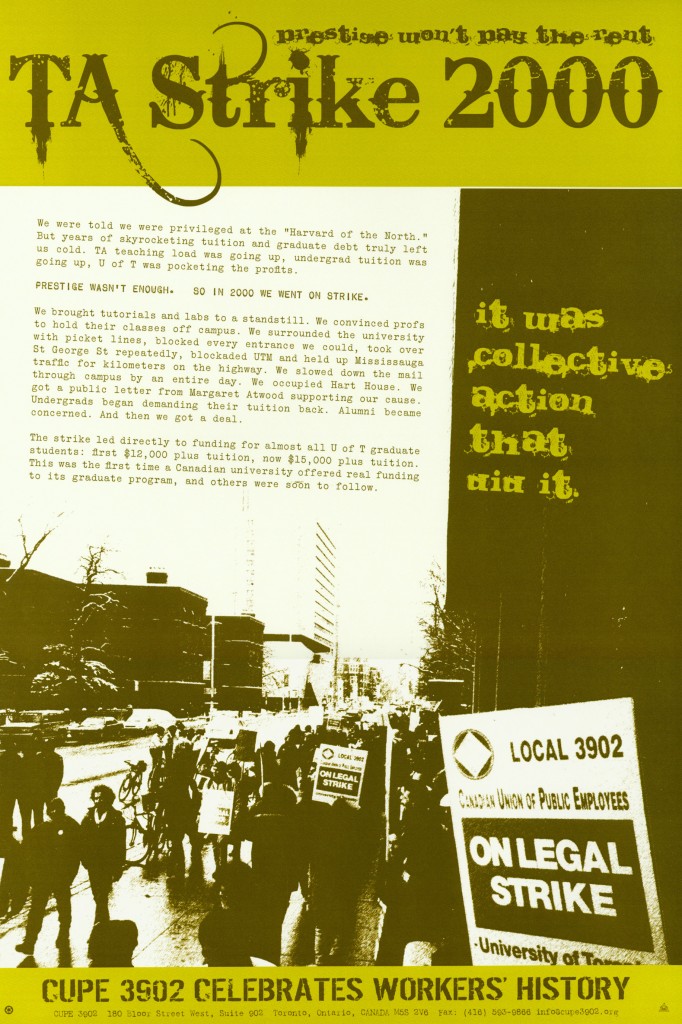 prestise won't pay the rent
TA Strike 2000
We were told we were privileged at the "Harvard of the North."
But years of skyrocketing tuition and graduate debt truly left
us cold. TA teaching load was going up, undergrad tuition was
going up, U of T was pocketing the profits.
PRESTIGE WASN'T ENOUGH. SO IN 2000 WE WENT ON STRIKE.
We brought tutorials and labs to a standstill. We convinced profs
to hold their classes off campus. We surrounded the university
with picket lines, blocked every entrance we could, took over
St George St repeatedly, blockaded UTM and held up Mississauga
traffic for kilometers on the highway. We slowed down the mail
through campus by an entire day. We occupied Hart House. We
got a public letter from Margaret Atwood supporting our cause.
Undergrads began demanding their tuition back. Alumni became
concerned. And then we got a deal.
The strike led directly to funding for almost all U of T graduate
students: first $12,000 plus tuition, now $15,000 plus tuition.
This was the first time a Canadian university offered real funding
to its graduate program, and others were soon to follow.
it was
collective
action
that
did it.
LOCAL 3902
ON LEGAL
STRIKE
LOCAL 3902
CANADIAN UNION OF PUBLIC EMPLOYEES
ON LEGAL
STRIKE
University of
CUPE 3902 CELEBRATES WORKERS' HISTORY
CUPE 3902 180 Bloor Street West, Suite 902 Toronto, Ontario, CANADA M5S 2V6 Fax: (416) 593-9866 info@cupe3902.org